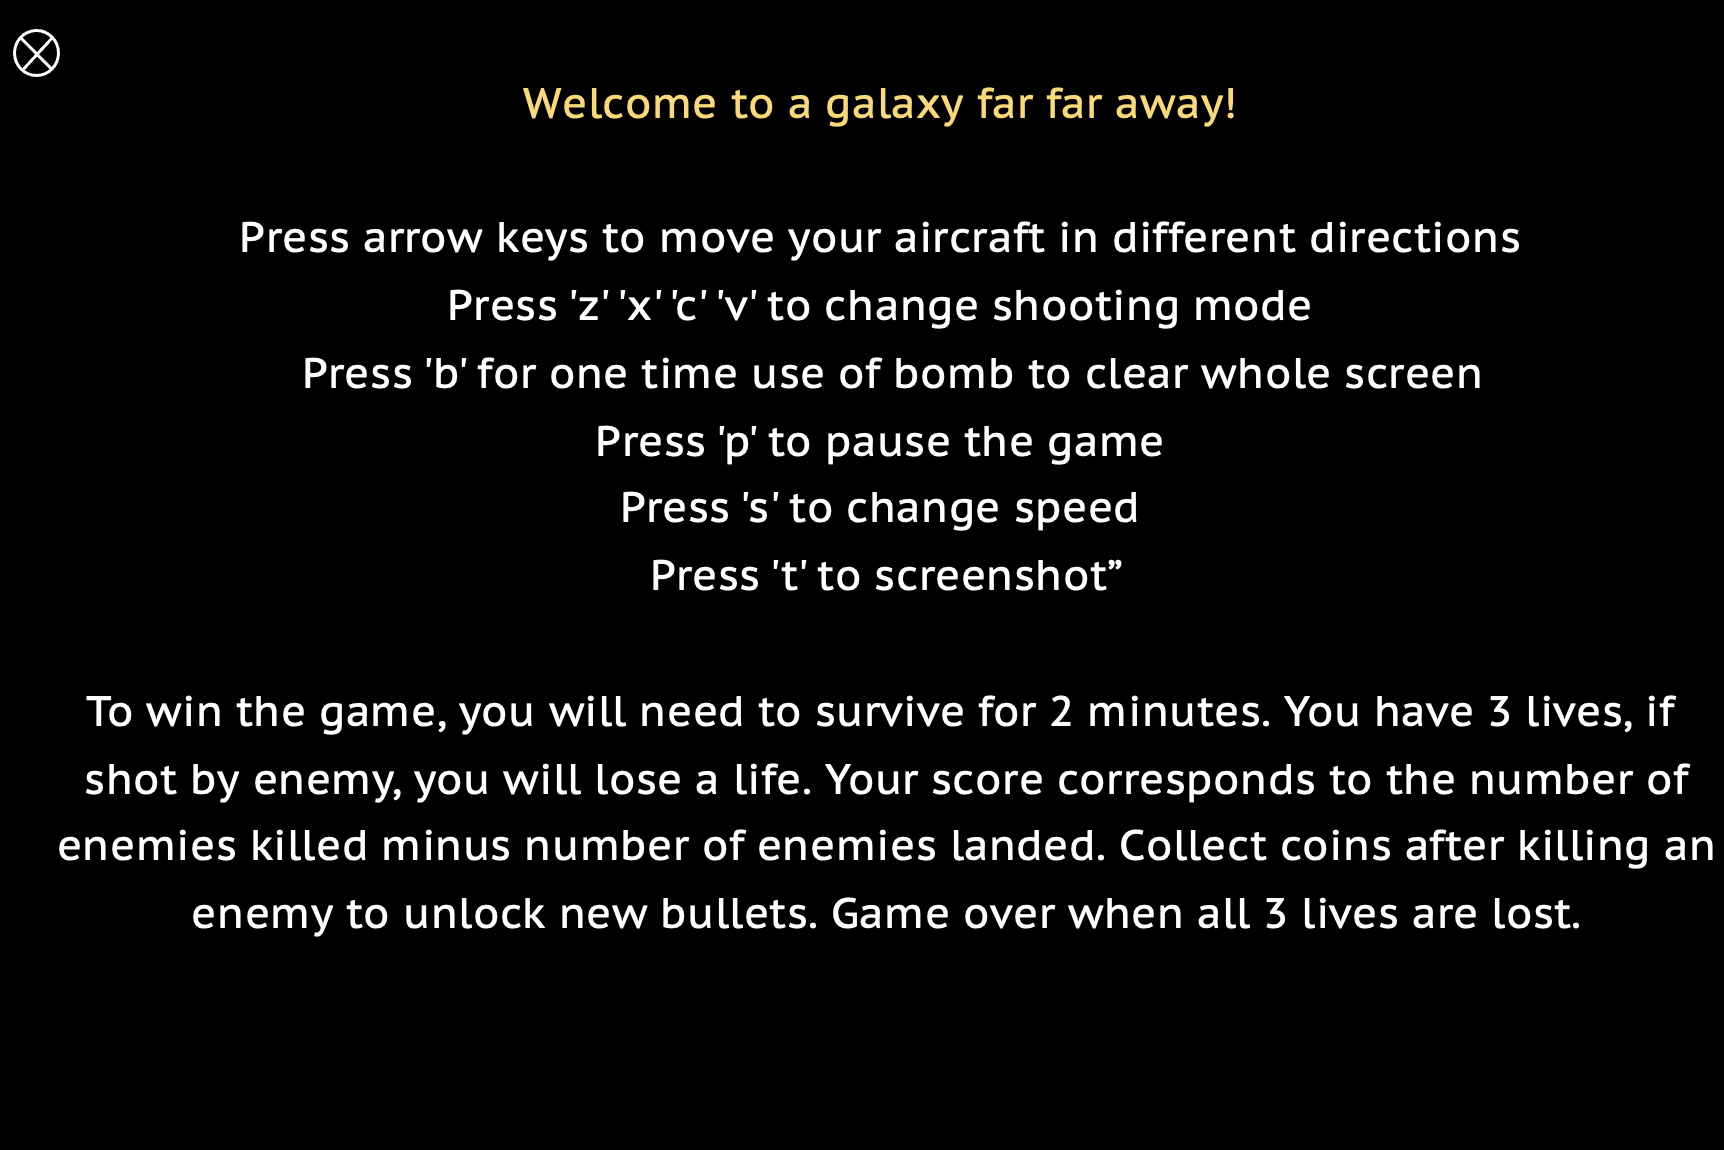 Welcome to a galaxy far far away!
Press arrow keys to move your aircraft in different directions
Press 'z' 'x' 'c' 'v' to change shooting mode
Press 'b' for one time use of bomb to clear whole screen
Press 'p' to pause the game
Press 's' to change speed
Press 't' to screenshot”
To win the game, you will need to survive for 2 minutes. You have 3 lives, if
shot by enemy, you will lose a life. Your score corresponds to the number of
enemies killed minus number of enemies landed. Collect coins after killing an
enemy to unlock new bullets. Game over when all 3 lives are lost.